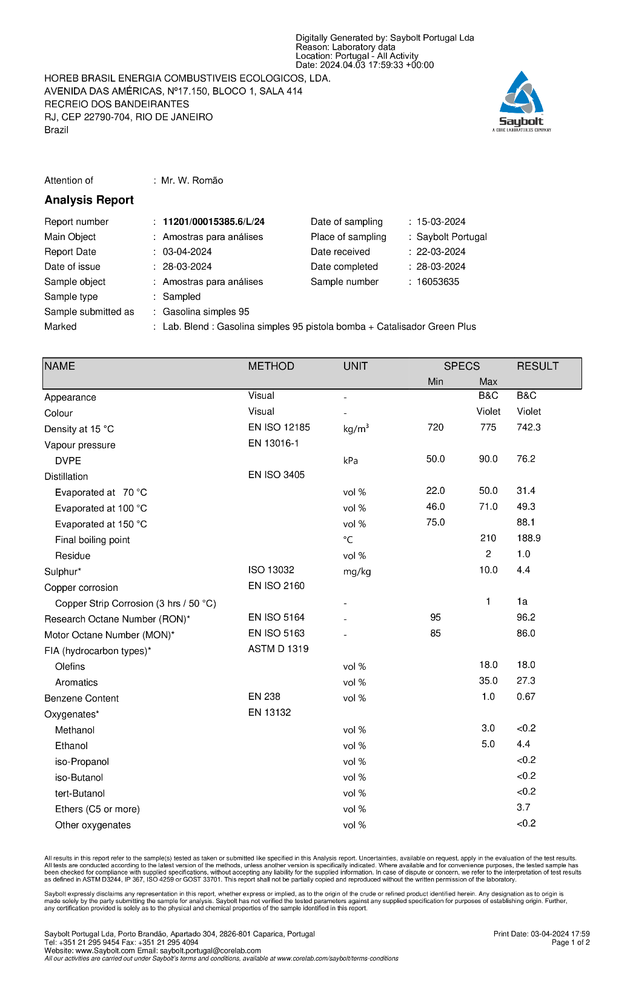 Digitally Generated by: Saybolt Portugal Lda
Reason: Laboratory data
Location: Portugal - All Activity
Date: 2024.04.03 17:59:33 +00:00
HOREB BRASIL ENERGIA COMBUSTIVEIS ECOLOGICOS, LDA.
AVENIDA DAS AMÉRICAS, Nº17.150, BLOCO 1, SALA 414
RECREIO DOS BANDEIRANTES
RJ, CEP 22790-704, RIO DE JANEIRO
Brazil
Saybolt
A CORE LABORATORIES COMPANY
Attention of : Mr. W. Romão
Analysis Report
Report number : 11201/00015385.6/L/24 Date of sampling : 15-03-2024
Main Object : Amostras para análises Place of sampling : Saybolt Portugal
Report Date : 03-04-2024 Date received : 22-03-2024
Date of issue : 28-03-2024 Date completed : 28-03-2024
Sample object : Amostras para análises Sample number : 16053635
Sample type : Sampled
Sample submitted as : Gasolina simples 95
Marked : Lab. Blend : Gasolina simples 95 pistola bomba + Catalisador Green Plus
NAME METHOD UNIT SPECS RESULT
Min Max
Appearance Visual - B&C B&C
Colour Visual - Violet Violet
Density at 15 °C EN ISO 12185 kg/m³ 720 775 742.3
Vapour pressure EN 13016-1
DVPE kPa 50.0 90.0 76.2
Distillation EN ISO 3405
Evaporated at 70 °C vol % 22.0 50.0 31.4
Evaporated at 100 °C vol % 46.0 71.0 49.3
Evaporated at 150 °C vol % 75.0 88.1
Final boiling point °C 210 188.9
Residue vol % 2 1.0
Sulphur* ISO 13032 mg/kg 10.0 4.4
Copper corrosion EN ISO 2160
Copper Strip Corrosion (3 hrs / 50 °C) - 1 1a
Research Octane Number (RON)* EN ISO 5164 - 95 96.2
Motor Octane Number (MON)* EN ISO 5163 - 85 86.0
FIA (hydrocarbon types)* ASTM D 1319
Olefins vol % 18.0 18.0
Aromatics vol % 35.0 27.3
Benzene Content EN 238 vol % 1.0 0.67
Oxygenates* EN 13132
Methanol vol % 3.0 <0.2
Ethanol vol % 5.0 4.4
iso-Propanol vol % <0.2
iso-Butanol vol % <0.2
tert-Butanol vol % <0.2
Ethers (C5 or more) vol % 3.7
Other oxygenates vol % <0.2
All results in this report refer to the sample(s) tested as taken or submitted like specified in this Analysis report. Uncertainties, available on request, apply in the evaluation of the test results.
All tests are conducted according to the latest version of the methods, unless another version is specifically indicated. Where available and for convenience purposes, the tested sample has
been checked for compliance with supplied specifications, without accepting any liability for the supplied information. In case of dispute or concern, we refer to the interpretation of test results
as defined in ASTM D3244, IP 367, ISO 4259 or GOST 33701. This report shall not be partially copied and reproduced without the written permission of the laboratory.
Saybolt expressly disclaims any representation in this report, whether express or implied, as to the origin of the crude or refined product identified herein. Any designation as to origin is
made solely by the party submitting the sample for analysis. Saybolt has not verified the tested parameters against any supplied specification for purposes of establishing origin. Further,
any certification provided is solely as to the physical and chemical properties of the sample identified in this report.
Saybolt Portugal Lda, Porto Brandão, Apartado 304, 2826-801 Caparica, Portugal Print Date: 03-04-2024 17:59
Tel: +351 21 295 9454 Fax: +351 21 295 4094 Page 1 of 2
Website: www.Saybolt.com Email: saybolt.portugal@corelab.com
All our activities are carried out under Saybolt's terms and conditions, available at www.corelab.com/saybolt/terms-conditions